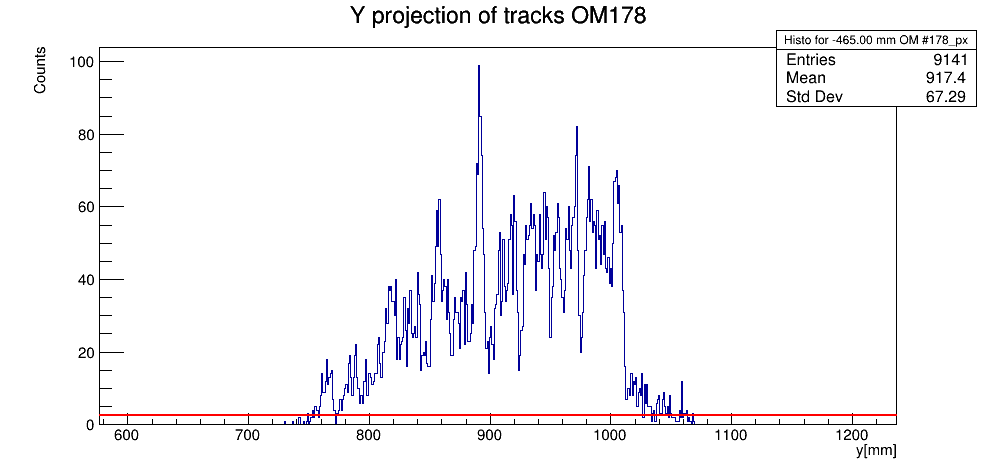 Y projection of tracks OM178
Histo for -465.00 mm OM #178_px
Entries 9141
Mean 917.4
Std Dev 67.29
Counts
100
80
60
40
20
0
600 700 800 900 1000 1100 1200
y[mm]